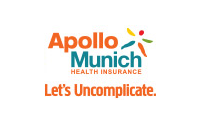 Apollo
Munich
HEALTH INSURANCE
Let's Uncomplicate.